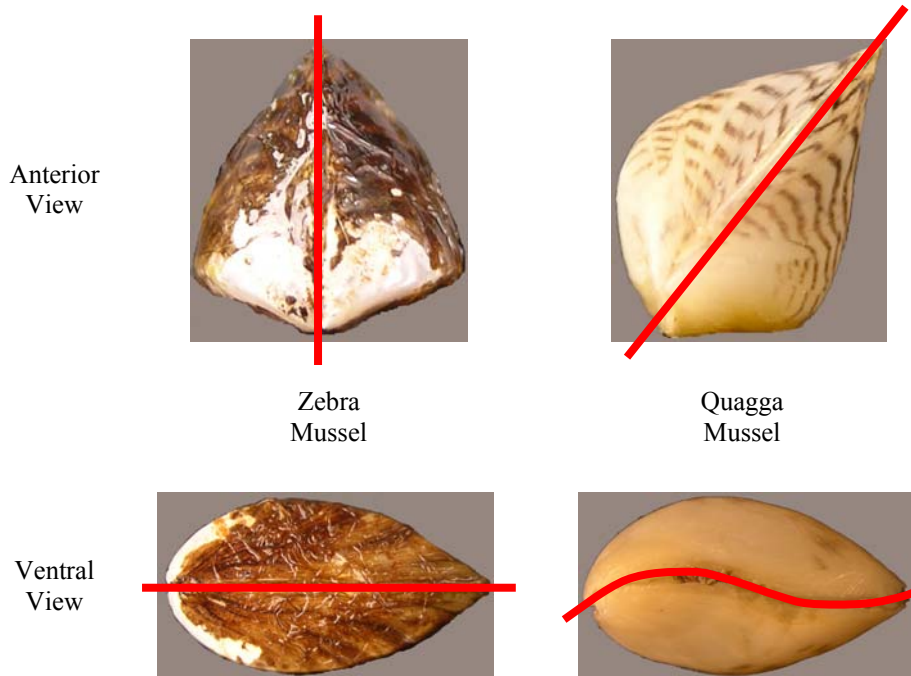 Anterior
View
Zebra
Mussel
Quagga
Mussel
Ventral
View